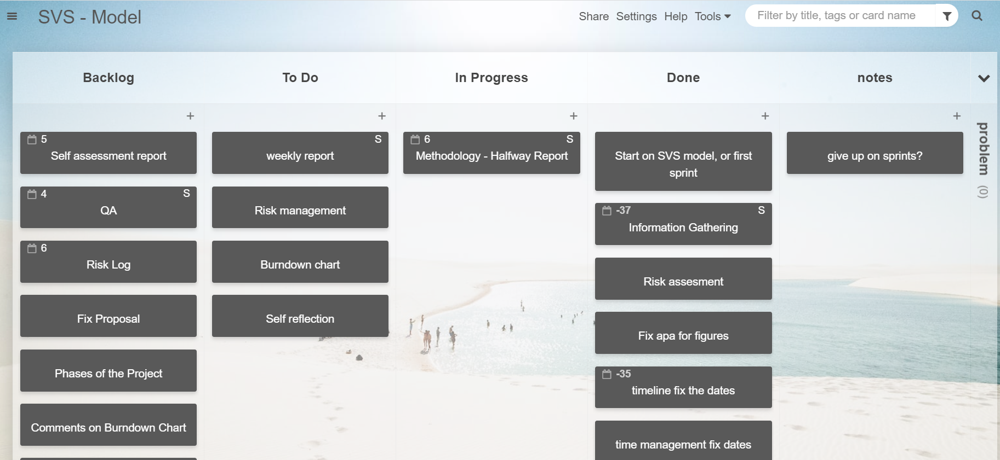 SVS - Model
Share Settings Help Tools
Filter by title, tags or card name
Backlog
To Do
In Progress
Done
notes
5
Self assessment report
4 S
QA
6
Risk Log
Fix Proposal
Phases of the Project
Comments on Burndown Chart
S
weekly report
Risk management
Burndown chart
Self reflection
6 S
Methodology - Halfway Report
Start on SVS model, or first
sprint
-37 S
Information Gathering
Risk assesment
Fix apa for figures
-35
timeline fix the dates
time management fix dates
give up on sprints?
problem (0)